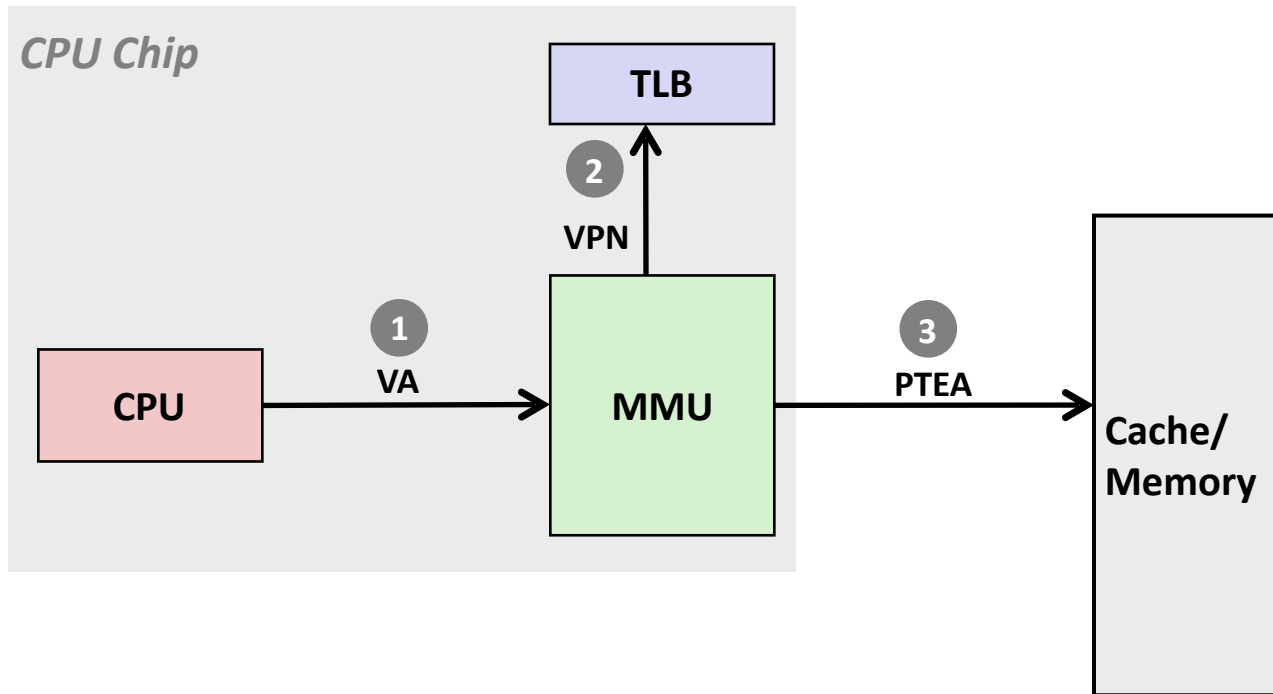 CPU Chip
TLB
2
VPN
1
VA
3
PTEA
CPU
MMU
Cache/
Memory